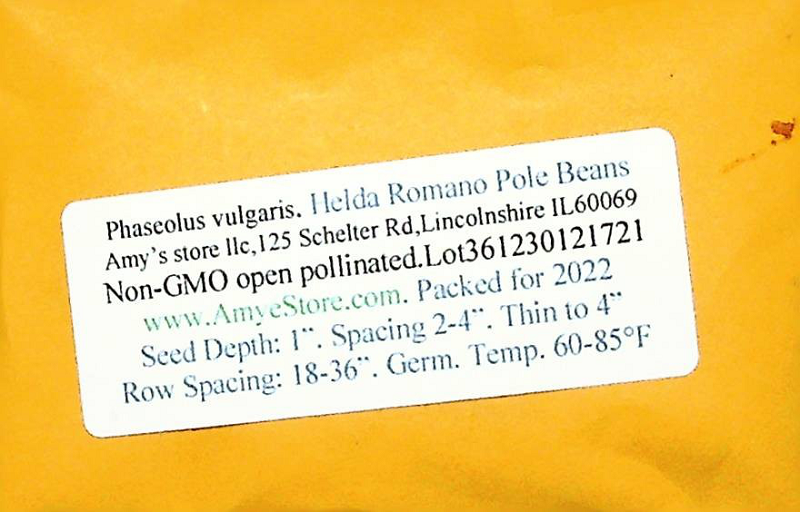 Phaseolus vulgaris. Helda Romano Pole Beans
Amy's store llc,125 Schelter Rd,Lincolnshire IL60069
Non-GMO open pollinated.Lot361230121721
www.AmyeStore.com. Packed for 2022
Seed Depth: 1". Spacing 2-4". Thin to 4"
Row Spacing: 18-36". Germ. Temp. 60-85°F